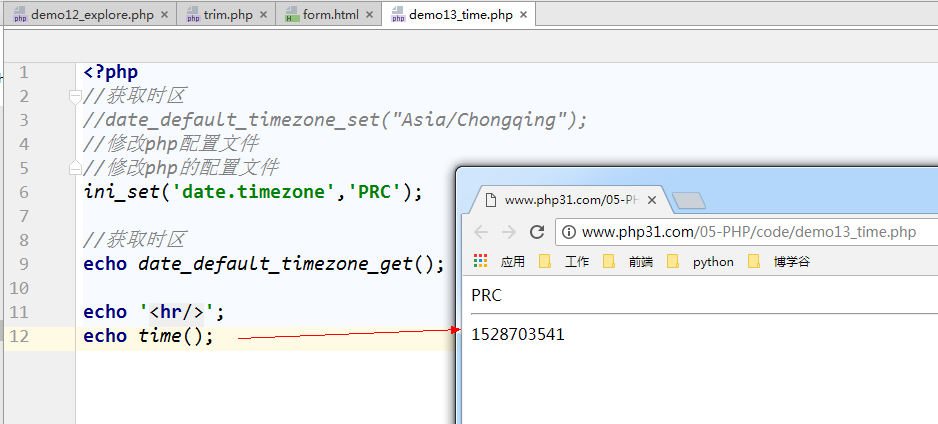 demo12_explore.php
trim.php
form.html
demo13_time.php
1 <?php
2 //获取时区
3 //date_default_timezone_set("Asia/Chongqing");
4 //修改php配置文件
5 //修改php的配置文件
6 ini_set('date.timezone','PRC');
7
8 //获取时区
9 echo date_default_timezone_get();
10
11 echo '<hr/>';
12 echo time();
www.php31.com/05-PH
www.php31.com/05-PHP/code/demo13_time.php
应用 工作 前端 python 博学谷
PRC
1528703541